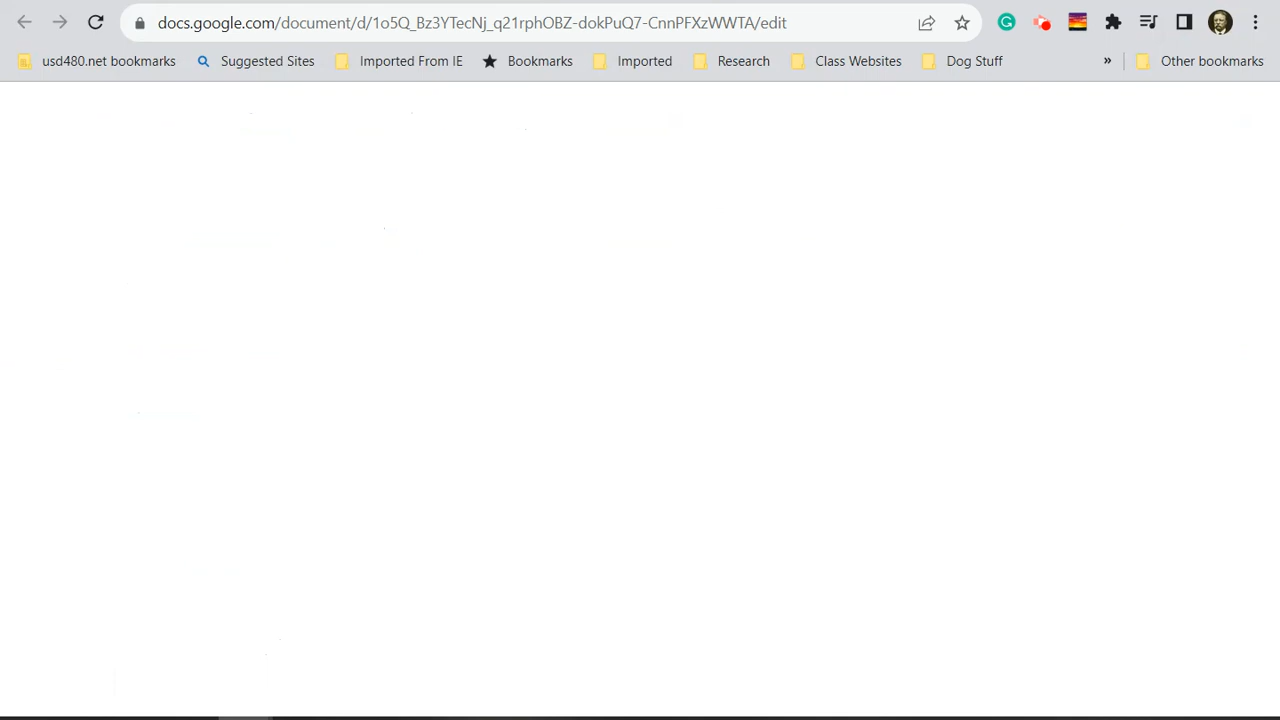 docs.google.com/document/d/1o5Q_Bz3YTecNj_q21rphOBZ-dokPuQ7-CnnPFXzWWTA/edit
usd480.net bookmarks Suggested Sites Imported From IE Bookmarks Imported Research Class Websites Dog Stuff » Other bookmarks